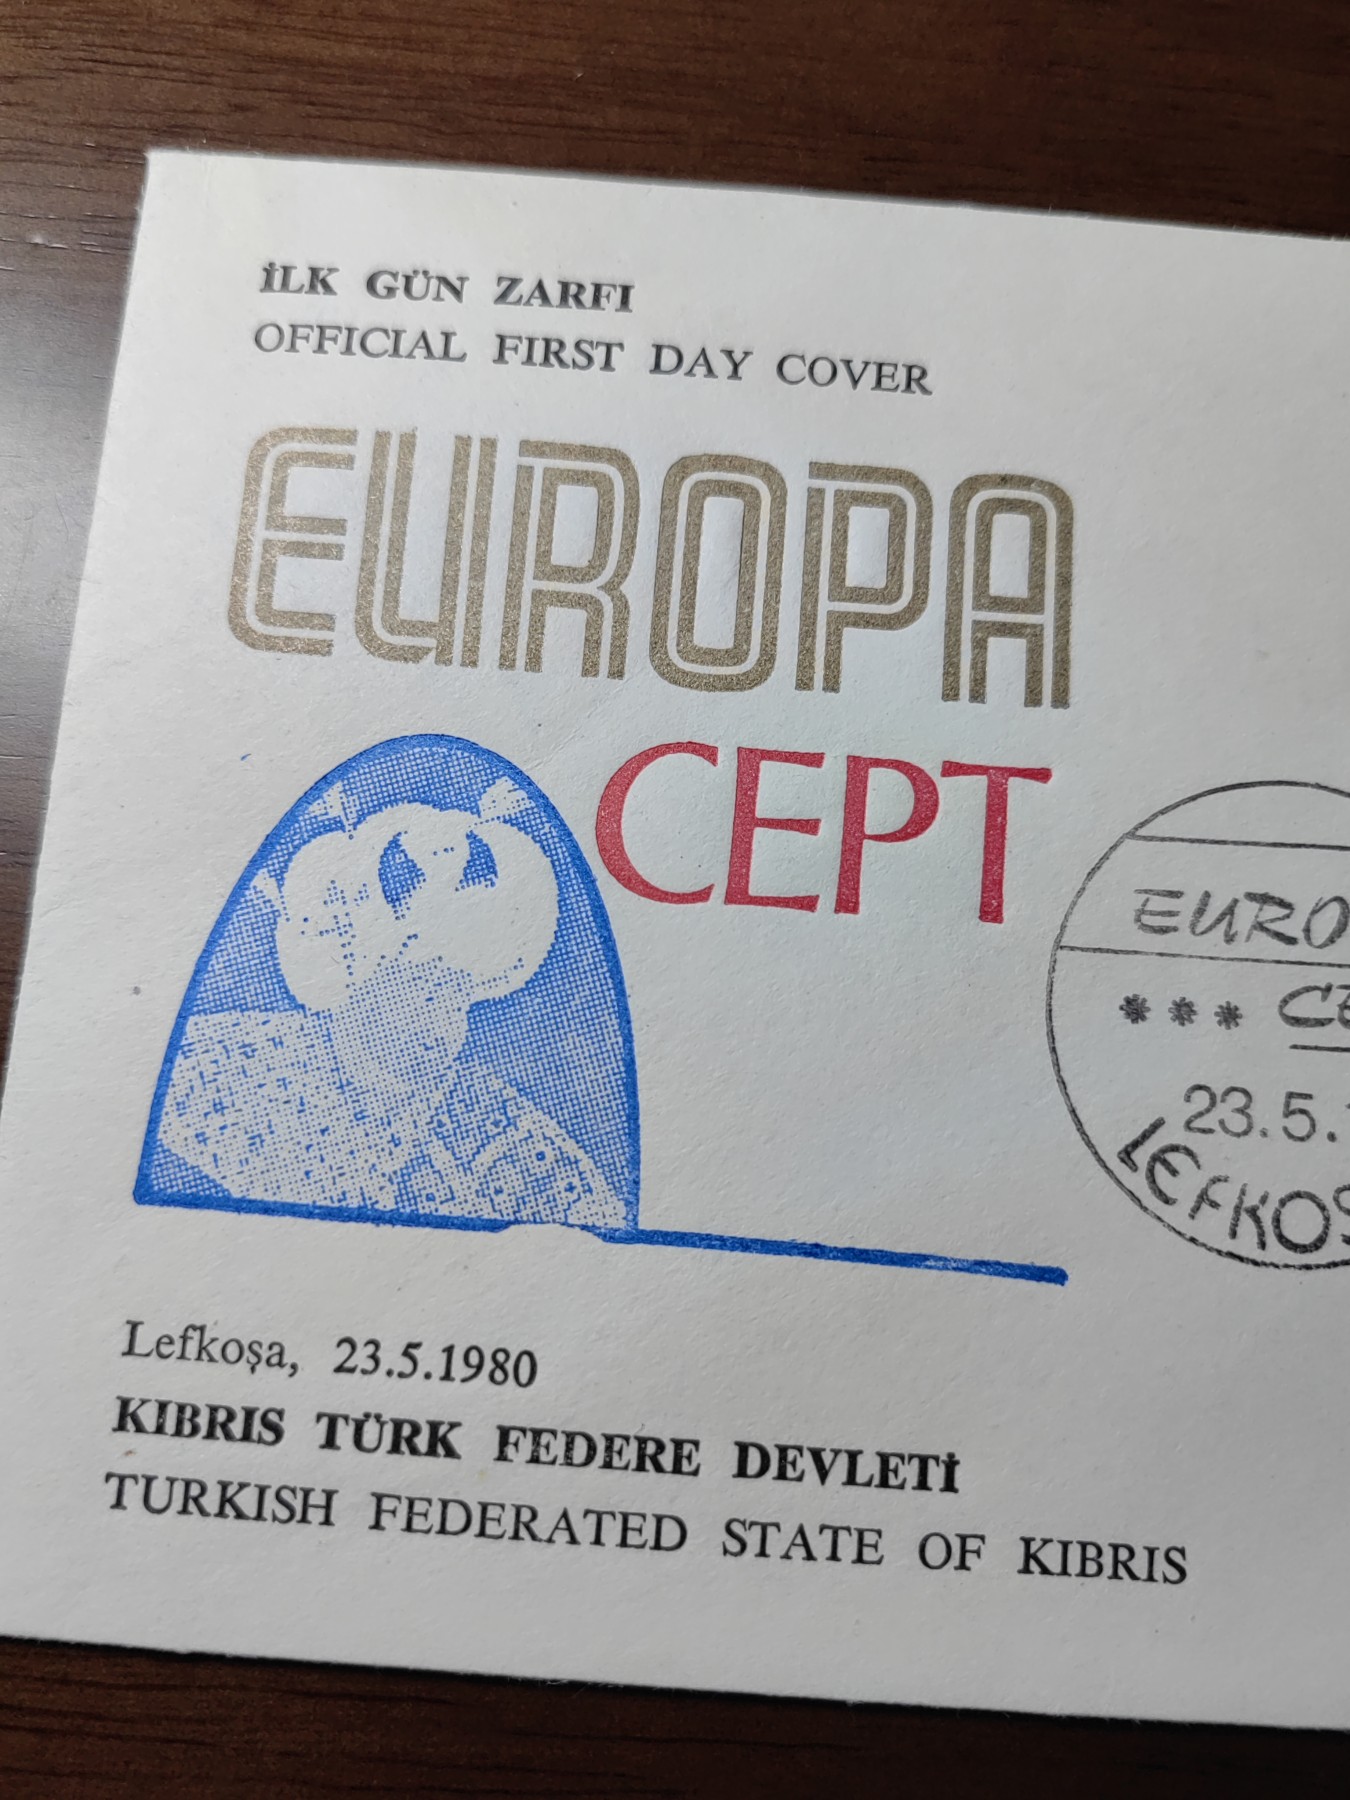 İLK GÜN ZARFI
OFFICIAL FIRST DAY COVER
EUROPA
CEPT
EURO
*** CE
23.5.
LEFKOŞ
Lefkoşa, 23.5.1980
KIBRIS TÜRK FEDERE DEVLETİ
TURKISH FEDERATED STATE OF KIBRIS